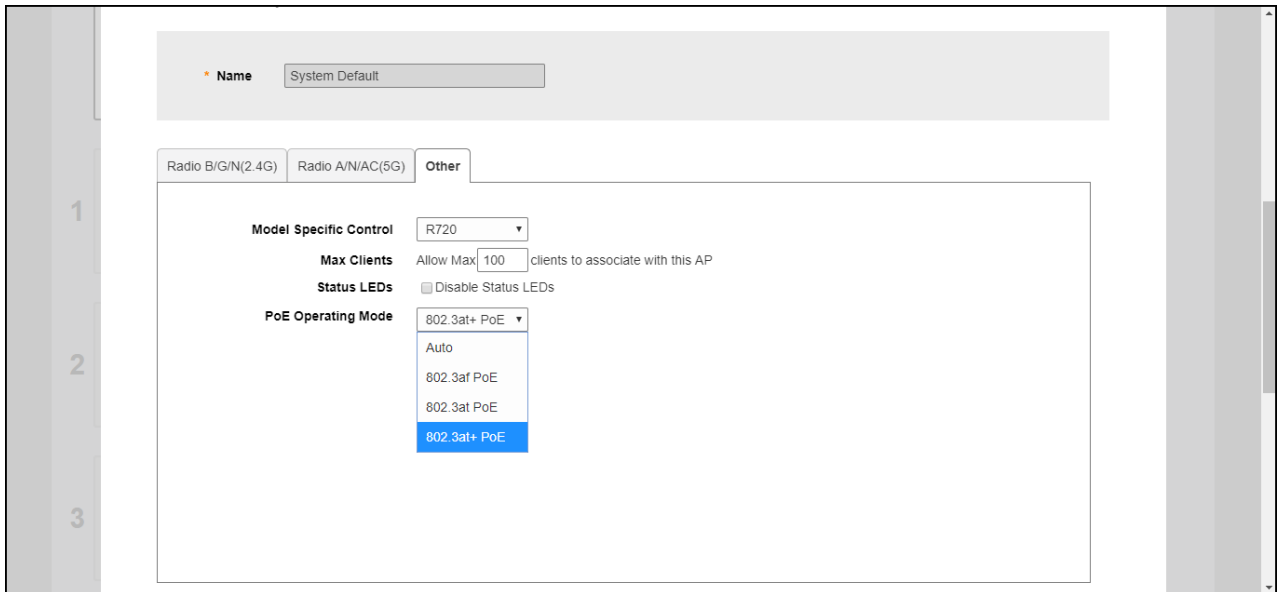 * Name System Default
Radio B/G/N(2.4G) Radio A/N/AC(5G) Other
1
Model Specific Control R720
Max Clients Allow Max 100 clients to associate with this AP
Status LEDs Disable Status LEDs
PoE Operating Mode 802.3at+ PoE
Auto
2
802.3af PoE
802.3at PoE
802.3at+ PoE
3